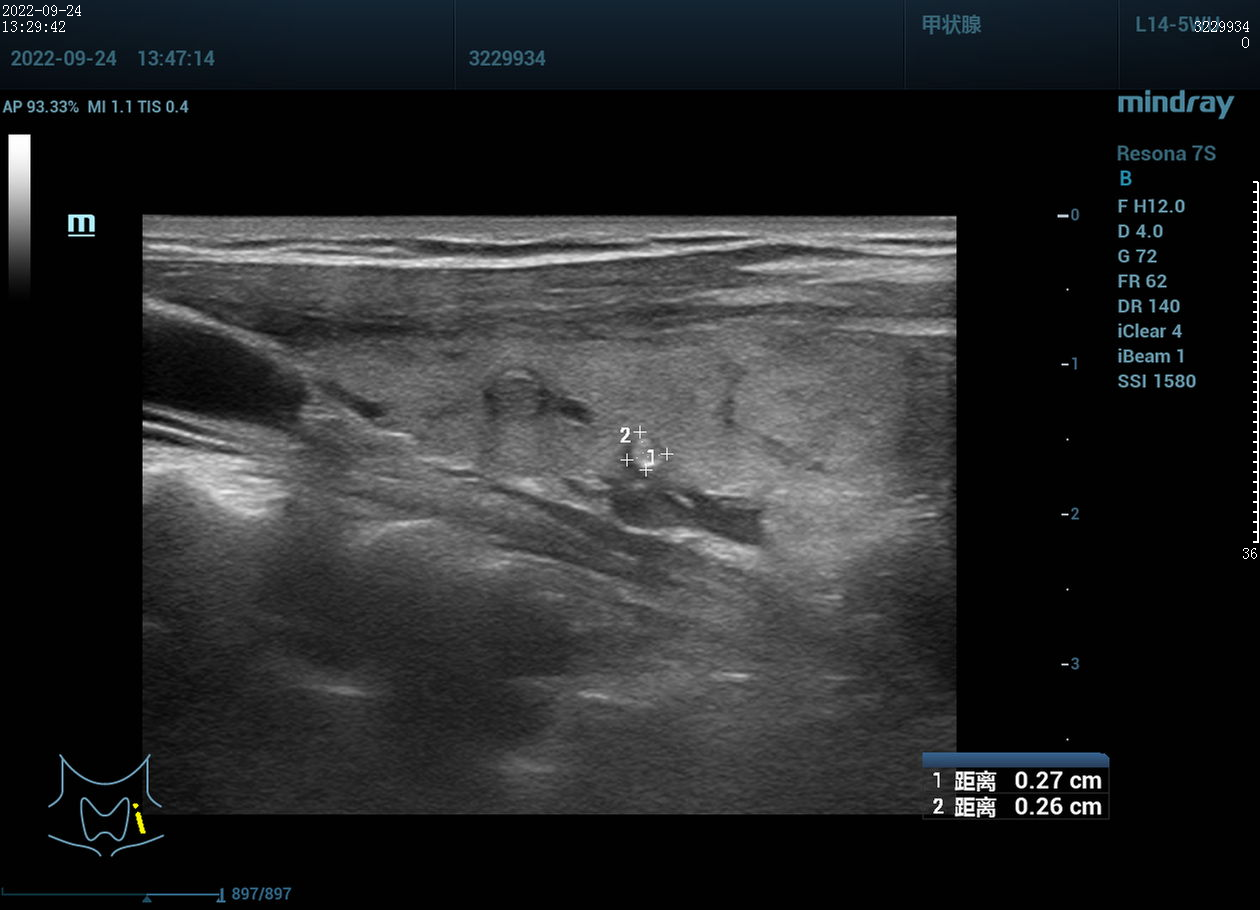 2022-09-24
13:29:42
甲状腺
3229934
0
2022-09-24 13:47:14
3229934
AP 93.33% MI 1.1 TIS 0.4
mindray
Resona 7S
B
F H12.0
D 4.0
G 72
FR 62
DR 140
iClear 4
iBeam 1
SSI 1580
m
0
1
2
3
36
2
1
1 距离 0.27 cm
2 距离 0.26 cm
897/897